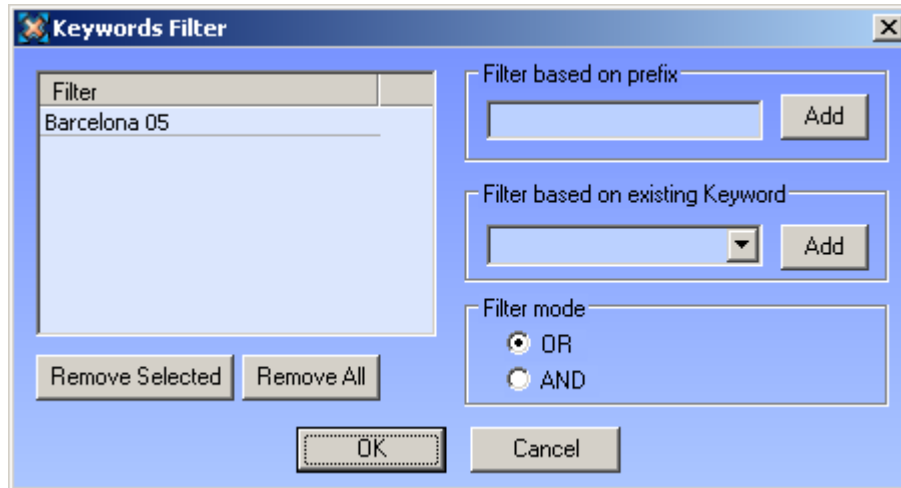 Keywords Filter
Filter
Barcelona 05
Remove Selected
Remove All
Filter based on prefix
Add
Filter based on existing Keyword
Add
Filter mode
OR
AND
OK
Cancel